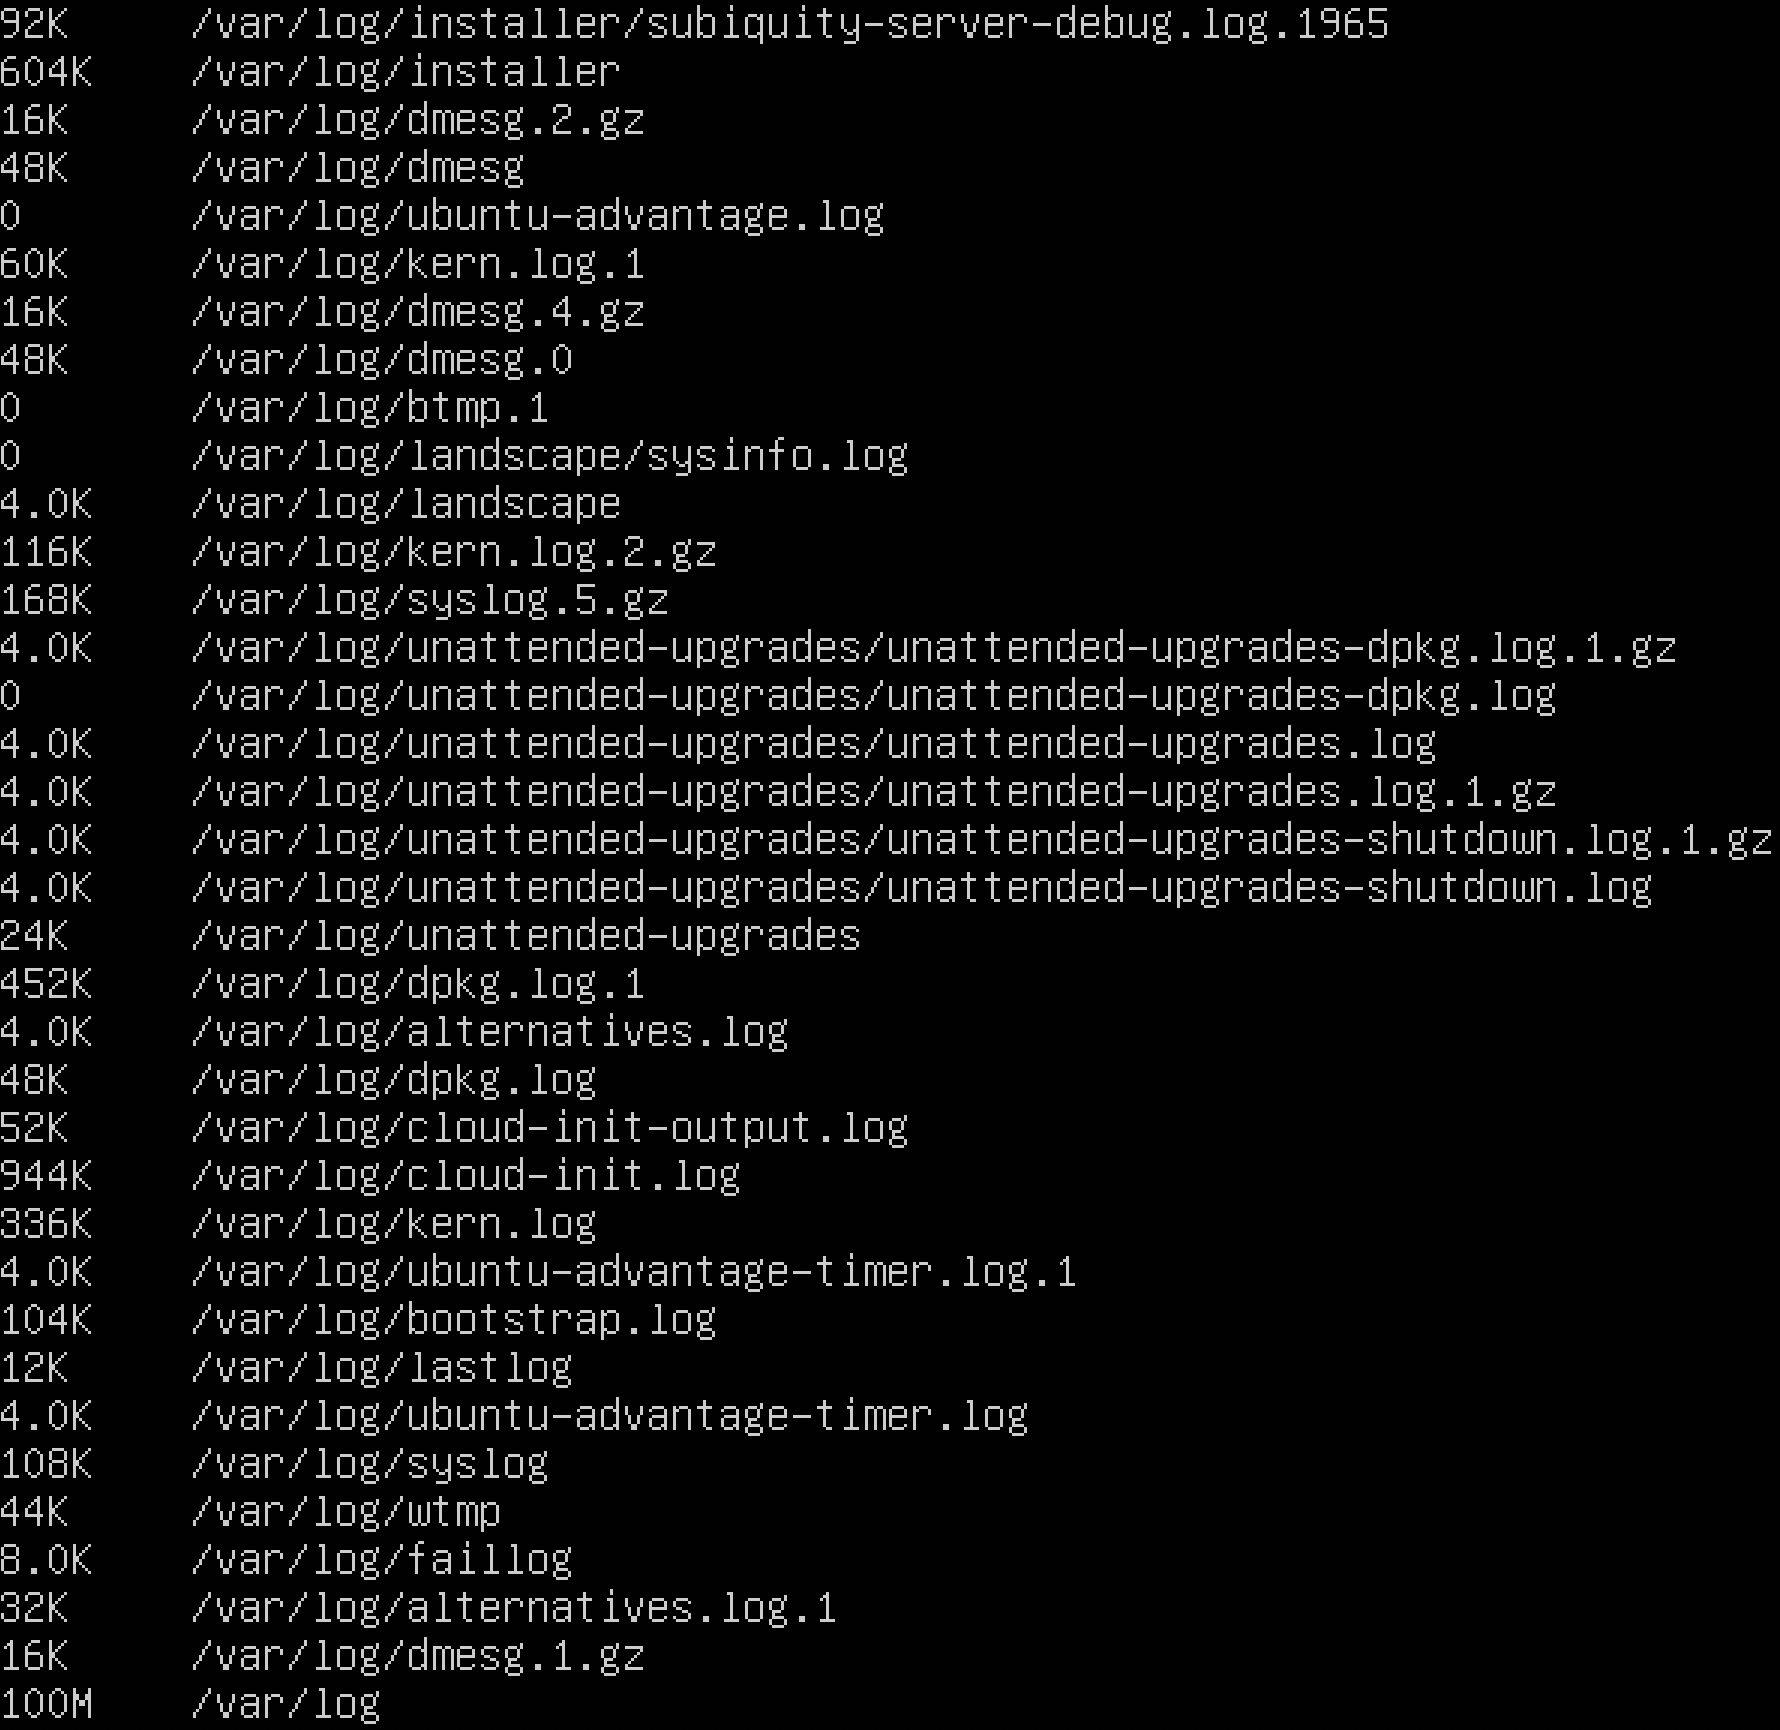 92K     /var/log/installer/subiquity-server-debug.log.1965
604K    /var/log/installer
16K     /var/log/dmesg.2.gz
48K     /var/log/dmesg
0       /var/log/ubuntu-advantage.log
60K     /var/log/kern.log.1
16K     /var/log/dmesg.4.gz
48K     /var/log/dmesg.0
0       /var/log/btmp.1
0       /var/log/landscape/sysinfo.log
4.0K    /var/log/landscape
116K    /var/log/kern.log.2.gz
168K    /var/log/syslog.5.gz
4.0K    /var/log/unattended-upgrades/unattended-upgrades-dpkg.log.1.gz
0       /var/log/unattended-upgrades/unattended-upgrades-dpkg.log
4.0K    /var/log/unattended-upgrades/unattended-upgrades.log
4.0K    /var/log/unattended-upgrades/unattended-upgrades.log.1.gz
4.0K    /var/log/unattended-upgrades/unattended-upgrades-shutdown.log.1.gz
4.0K    /var/log/unattended-upgrades/unattended-upgrades-shutdown.log
24K     /var/log/unattended-upgrades
452K    /var/log/dpkg.log.1
4.0K    /var/log/alternatives.log
48K     /var/log/dpkg.log
52K     /var/log/cloud-init-output.log
944K    /var/log/cloud-init.log
336K    /var/log/kern.log
4.0K    /var/log/ubuntu-advantage-timer.log.1
104K    /var/log/bootstrap.log
12K     /var/log/lastlog
4.0K    /var/log/ubuntu-advantage-timer.log
108K    /var/log/syslog
44K     /var/log/wtmp
8.0K    /var/log/faillog
32K     /var/log/alternatives.log.1
16K     /var/log/dmesg.1.gz
100M    /var/log